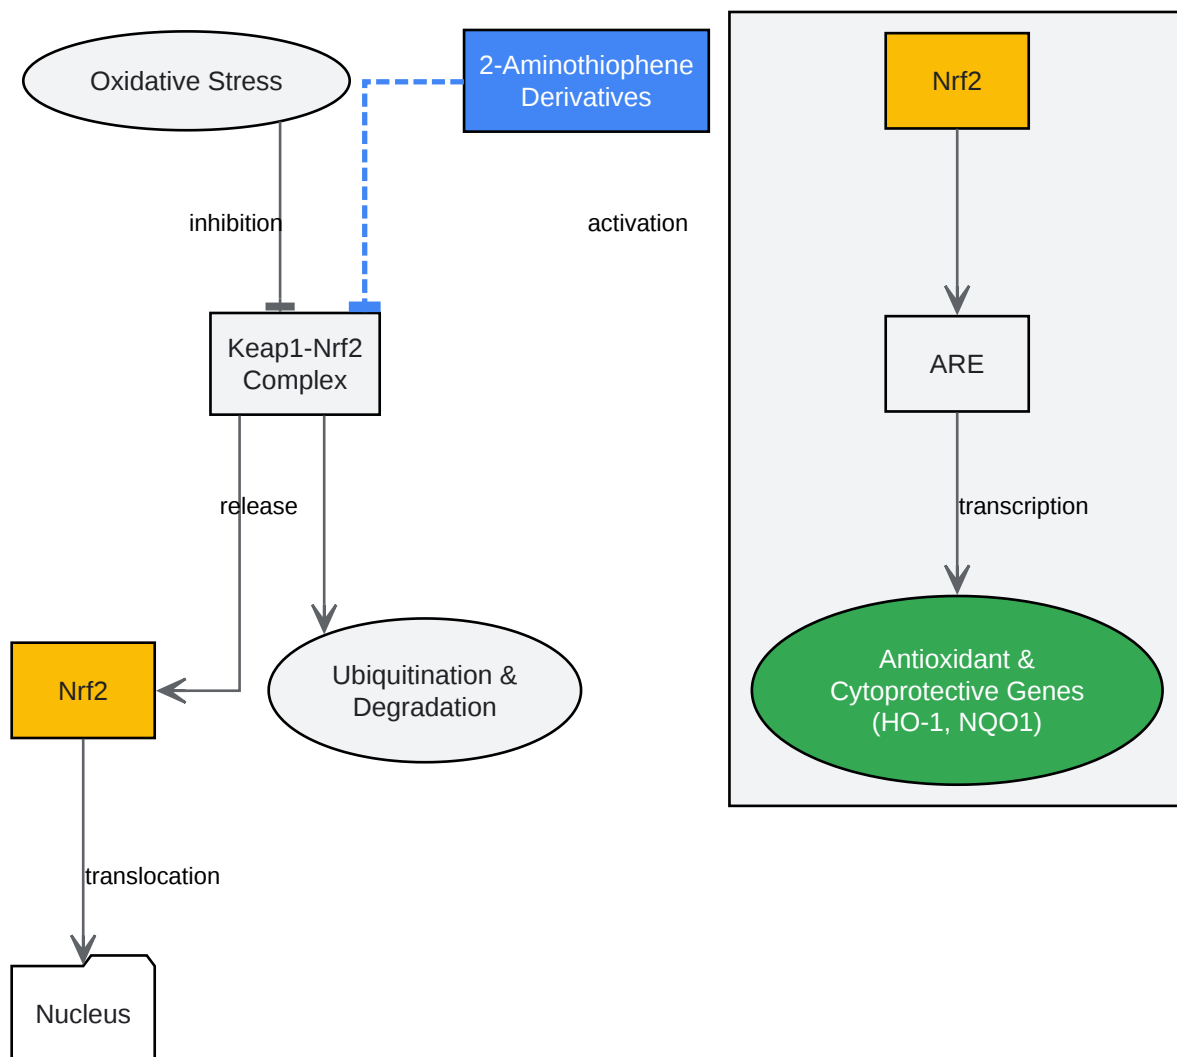 Oxidative Stress
2-Aminothiophene
Derivatives
Nrf2
inhibition
activation
Keap1-Nrf2
Complex
ARE
release
transcription
Nrf2
Ubiquitination &
Degradation
Antioxidant &
Cytoprotective Genes
(HO-1, NQO1)
translocation
Nucleus